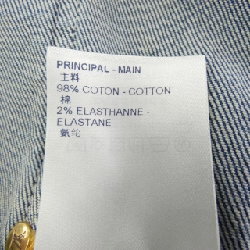 PRINCIPAL - MAIN
主料
98% COTON - COTTON
棉
2% ELASTHANNE -
ELASTANE
氨纶